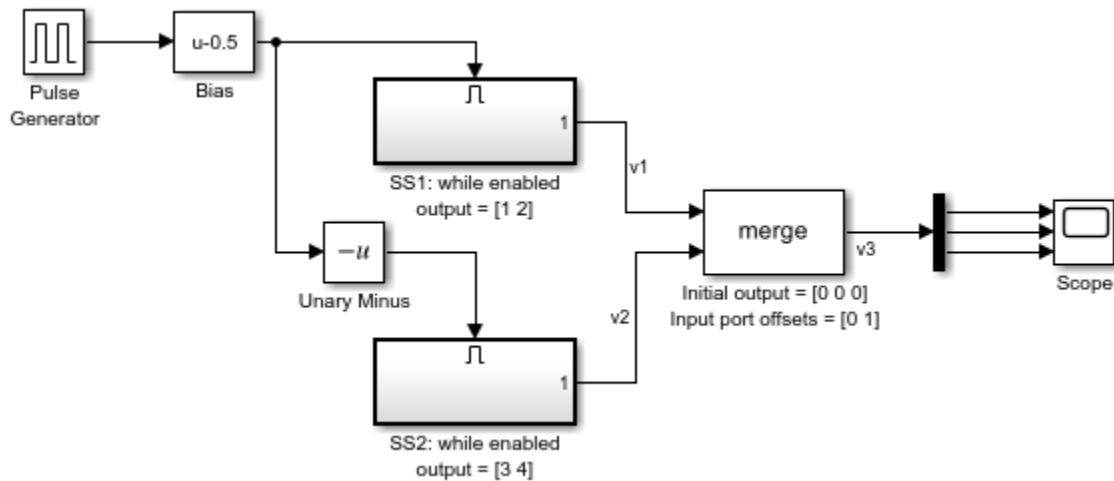 Pulse
Generator
u-0.5
Bias
1
SS1: while enabled
output = [1 2]
v1
−u
Unary Minus
1
SS2: while enabled
output = [3 4]
v2
merge
Initial output = [0 0 0]
Input port offsets = [0 1]
v3
Scope